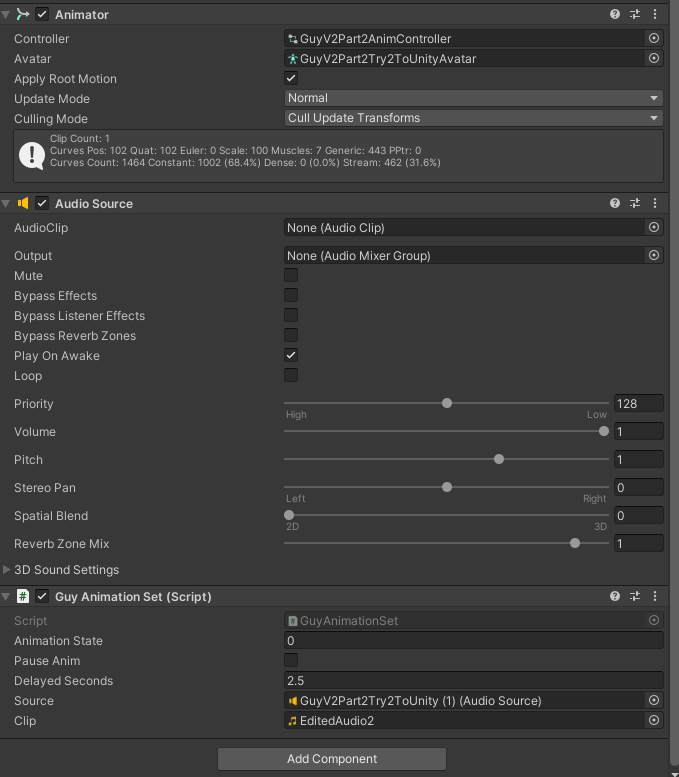 Animator
Controller GuyV2Part2AnimController
Avatar GuyV2Part2Try2ToUnityAvatar
Apply Root Motion
Update Mode Normal
Culling Mode Cull Update Transforms
Clip Count: 1
Curves Pos: 102 Quat: 102 Euler: 0 Scale: 100 Muscles: 7 Generic: 443 PPtr: 0
Curves Count: 1464 Constant: 1002 (68.4%) Dense: 0 (0.0%) Stream: 462 (31.6%)
Audio Source
AudioClip None (Audio Clip)
Output None (Audio Mixer Group)
Mute
Bypass Effects
Bypass Listener Effects
Bypass Reverb Zones
Play On Awake
Loop
Priority 128
High Low
Volume 1
Pitch 1
Stereo Pan 0
Left Right
Spatial Blend 0
2D 3D
Reverb Zone Mix 1
3D Sound Settings
# Guy Animation Set (Script)
Script GuyAnimationSet
Animation State 0
Pause Anim
Delayed Seconds 2.5
Source GuyV2Part2Try2ToUnity (1) (Audio Source)
Clip EditedAudio2
Add Component